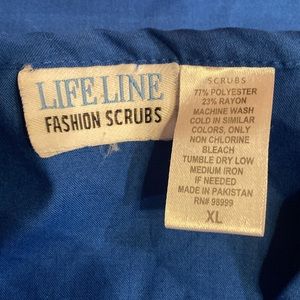 LIFE LINE
FASHION SCRUBS
SCRUBS
77% POLYESTER
23% RAYON
MACHINE WASH
COLD IN SIMILAR
COLORS, ONLY
NON CHLORINE
BLEACH
TUMBLE DRY LOW
MEDIUM IRON
IF NEEDED
MADE IN PAKISTAN
RN# 98999
XL